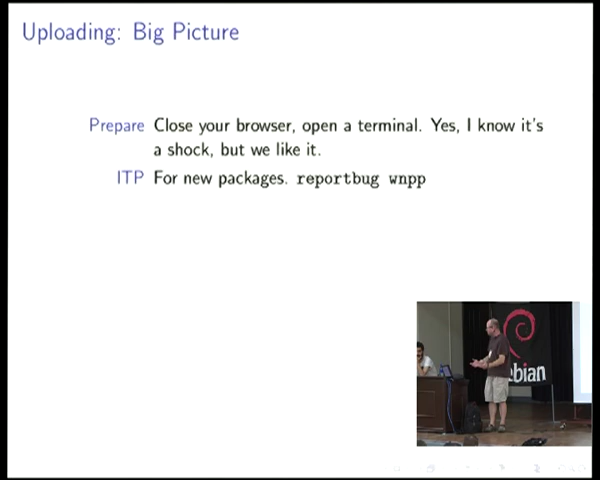 Uploading: Big Picture
Prepare Close your browser, open a terminal. Yes, I know it's
a shock, but we like it.
ITP For new packages. reportbug wnpp
ebian